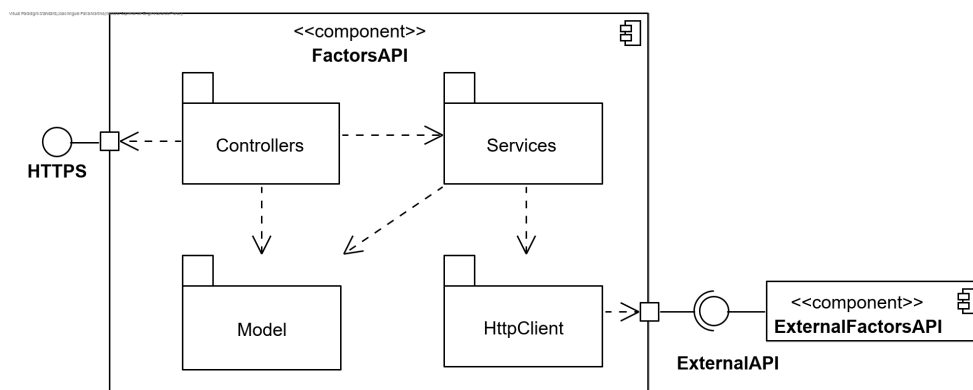 <<component>>
FactorsAPI
Controllers
Services
HTTPS
Model
HttpClient
<<component>>
ExternalFactorsAPI
ExternalAPI